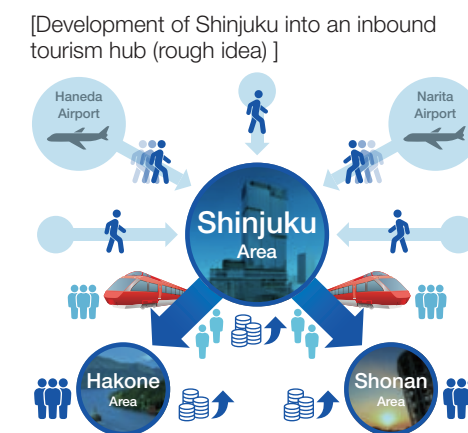 [Development of Shinjuku into an inbound
tourism hub (rough idea) ]
Haneda
Airport
Narita
Airport
Shinjuku
Area
Hakone
Area
Shonan
Area